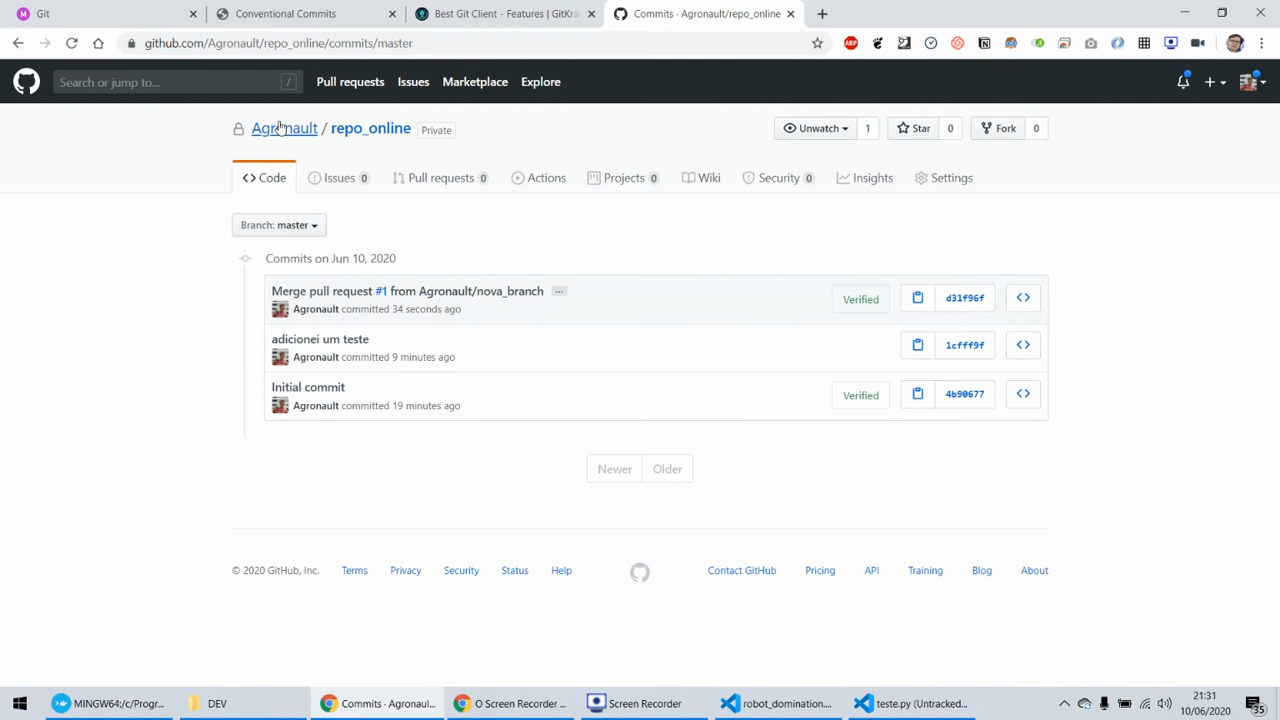 Git
Conventional Commits
Best Git Client - Features | GitKra
Commits · Agronault/repo_online
github.com/Agronault/repo_online/commits/master
ABP
Search or jump to...
/
Pull requests
Issues
Marketplace
Explore
Agronault / repo_online
Private
Unwatch
1
Star
0
Fork
0
Code
Issues 0
Pull requests 0
Actions
Projects 0
Wiki
Security 0
Insights
Settings
Branch: master
Commits on Jun 10, 2020
Merge pull request #1 from Agronault/nova_branch
Agronault committed 34 seconds ago
Verified
d31f96f
adicionei um teste
Agronault committed 9 minutes ago
1cfff9f
Initial commit
Agronault committed 19 minutes ago
Verified
4b90677
Newer
Older
© 2020 GitHub, Inc.
Terms
Privacy
Security
Status
Help
Contact GitHub
Pricing
API
Training
Blog
About
MINGW64:/c/Progr...
DEV
Commits · Agronaul...
O Screen Recorder ...
Screen Recorder
robot_domination....
teste.py (Untracked...
21:31
10/06/2020
35